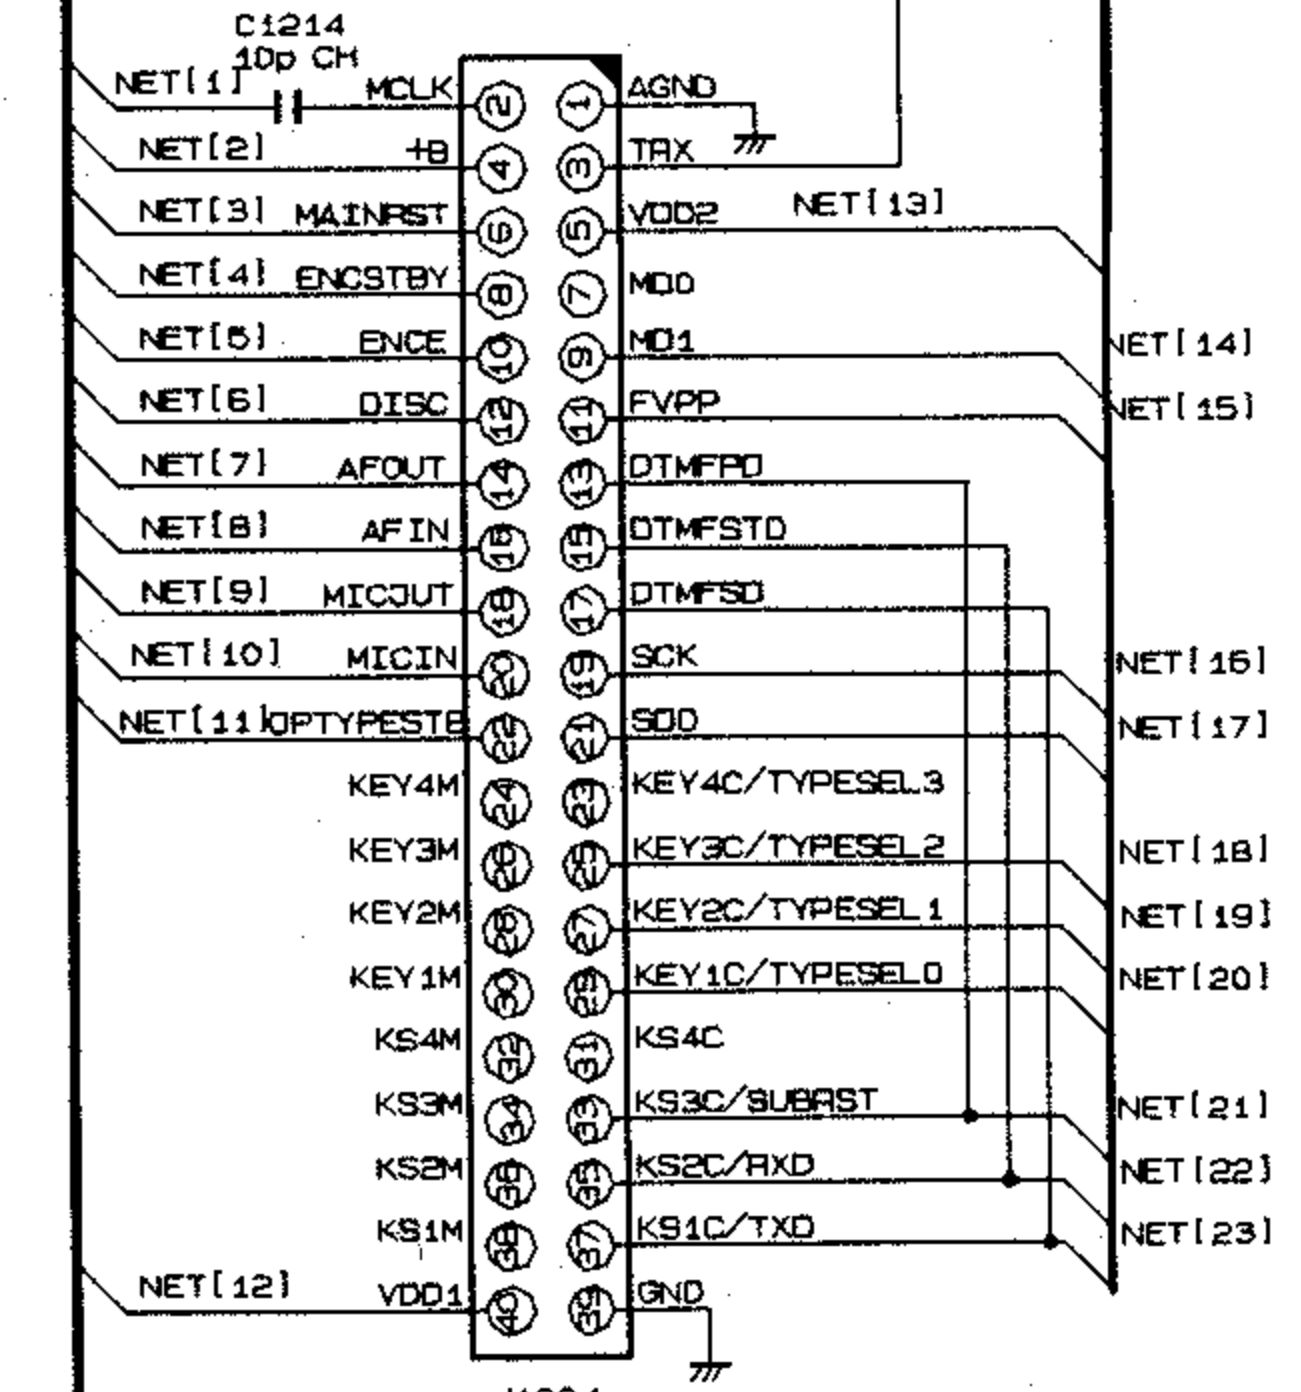 C1214
10p CH
NET[1] MCLK 2 1 AGND
NET[2] +B 4 3 TRX
NET[3] MAINRST 6 5 VDD2 NET[13]
NET[4] ENCSTBY 8 7 MD0
NET[5] ENCE 10 9 MD1 NET[14]
NET[6] DISC 12 11 FVPP NET[15]
NET[7] AFOUT 14 13 DTMFPD
NET[8] AFIN 16 15 DTMFSTD
NET[9] MICOUT 18 17 DTMFSD
NET[10] MICIN 20 19 SCK NET[16]
NET[11] OPTYPESTB 22 21 SDD NET[17]
KEY4M 24 23 KEY4C/TYPESEL3
KEY3M 26 25 KEY3C/TYPESEL2 NET[18]
KEY2M 28 27 KEY2C/TYPESEL1 NET[19]
KEY1M 30 29 KEY1C/TYPESEL0 NET[20]
KS4M 32 31 KS4C
KS3M 34 33 KS3C/SUBRST NET[21]
KS2M 36 35 KS2C/RXD NET[22]
KS1M 38 37 KS1C/TXD NET[23]
NET[12] VDD1 40 39 GND